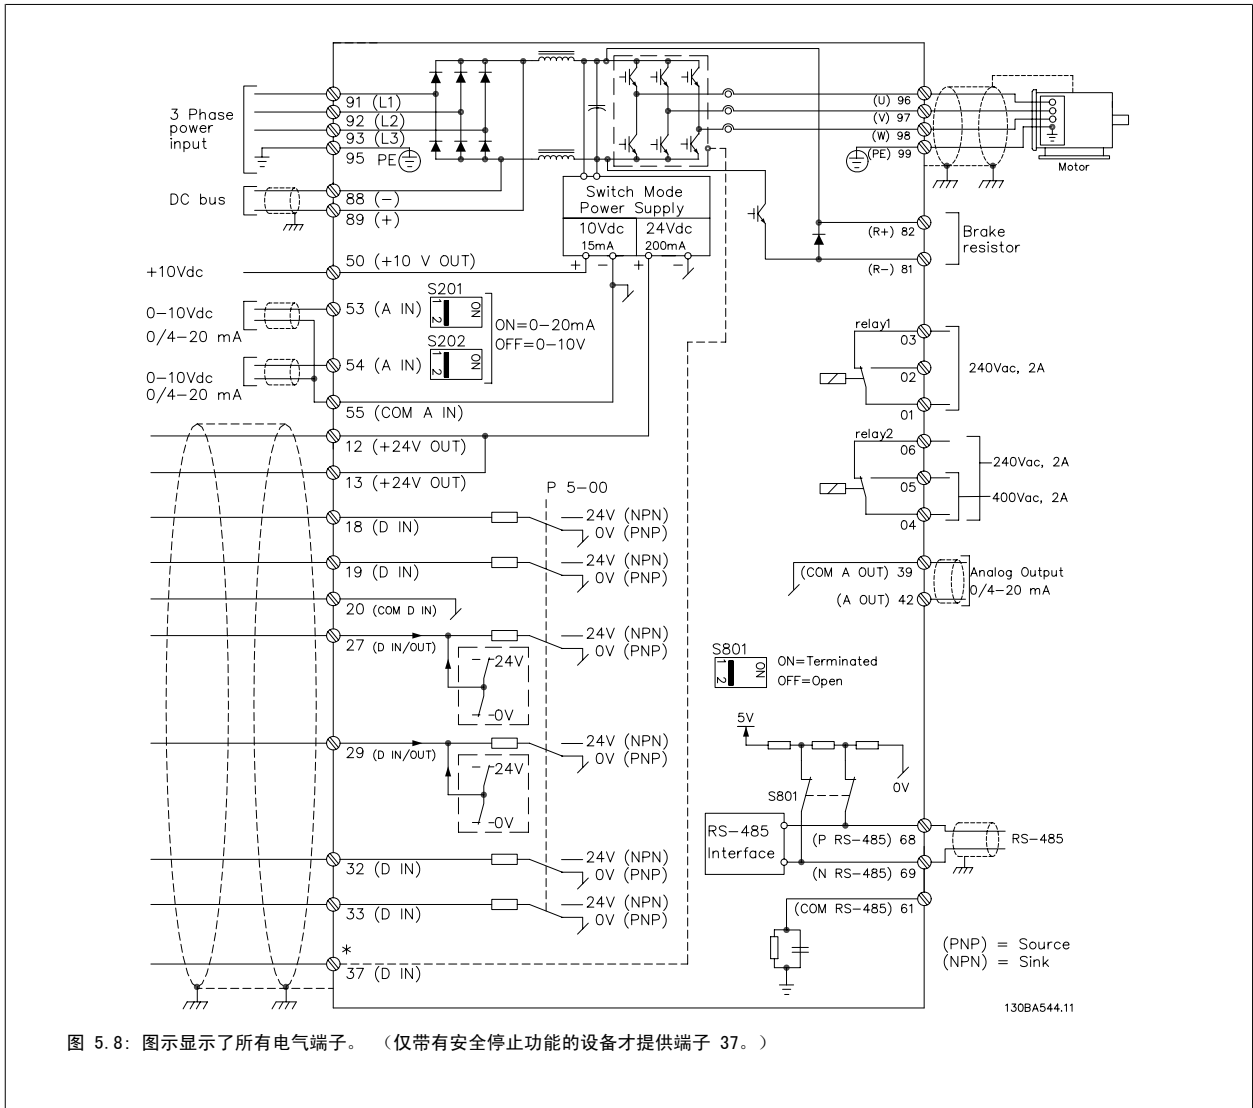 3 Phase
power
input
91 (L1)
92 (L2)
93 (L3)
95 PE
DC bus
88 (-)
89 (+)
+10Vdc
50 (+10 V OUT)
0-10Vdc
0/4-20 mA
53 (A IN)
S201
1 2
ON
ON=0-20mA
OFF=0-10V
S202
1 2
ON
0-10Vdc
0/4-20 mA
54 (A IN)
55 (COM A IN)
12 (+24V OUT)
13 (+24V OUT)
Switch Mode
Power Supply
10Vdc
15mA
24Vdc
200mA
+ - + -
P 5-00
18 (D IN)
24V (NPN)
0V (PNP)
19 (D IN)
24V (NPN)
0V (PNP)
20 (COM D IN)
27 (D IN/OUT)
24V (NPN)
0V (PNP)
24V
0V
29 (D IN/OUT)
24V (NPN)
0V (PNP)
24V
0V
32 (D IN)
24V (NPN)
0V (PNP)
33 (D IN)
24V (NPN)
0V (PNP)
*
37 (D IN)
(U) 96
(V) 97
(W) 98
(PE) 99
Motor
(R+) 82
Brake
resistor
(R-) 81
relay1
03
02
01
240Vac, 2A
relay2
06
05
04
240Vac, 2A
400Vac, 2A
(COM A OUT) 39
(A OUT) 42
Analog Output
0/4-20 mA
S801
1 2
ON
ON=Terminated
OFF=Open
5V
S801
0V
RS-485
Interface
(P RS-485) 68
(N RS-485) 69
RS-485
(COM RS-485) 61
(PNP) = Source
(NPN) = Sink
130BA544.11
图 5.8: 图示显示了所有电气端子。 （仅带有安全停止功能的设备才提供端子 37。）